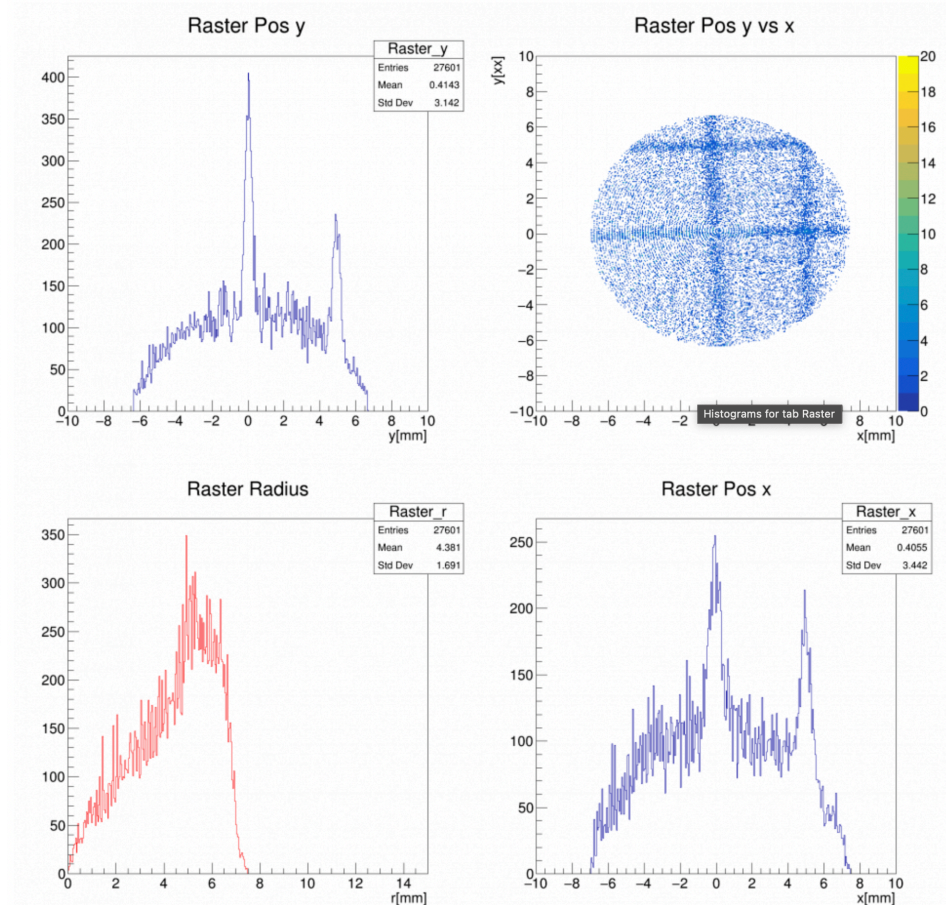 Raster Pos y
Raster_y
Entries 27601
Mean 0.4143
Std Dev 3.142
400
350
300
250
200
150
100
50
0
−10 −8 −6 −4 −2 0 2 4 6 8 10
y[mm]
Raster Pos y vs x
y[xx]
10
8
6
4
2
0
−2
−4
−6
−8
−10
−10 −8 −6 −4 −2 0 2 4 6 8 10
x[mm]
20
18
16
14
12
10
8
6
4
2
0
Histograms for tab Raster
Raster Radius
Raster_r
Entries 27601
Mean 4.381
Std Dev 1.691
350
300
250
200
150
100
50
0
0 2 4 6 8 10 12 14
r[mm]
Raster Pos x
Raster_x
Entries 27601
Mean 0.4055
Std Dev 3.442
250
200
150
100
50
0
−10 −8 −6 −4 −2 0 2 4 6 8 10
x[mm]